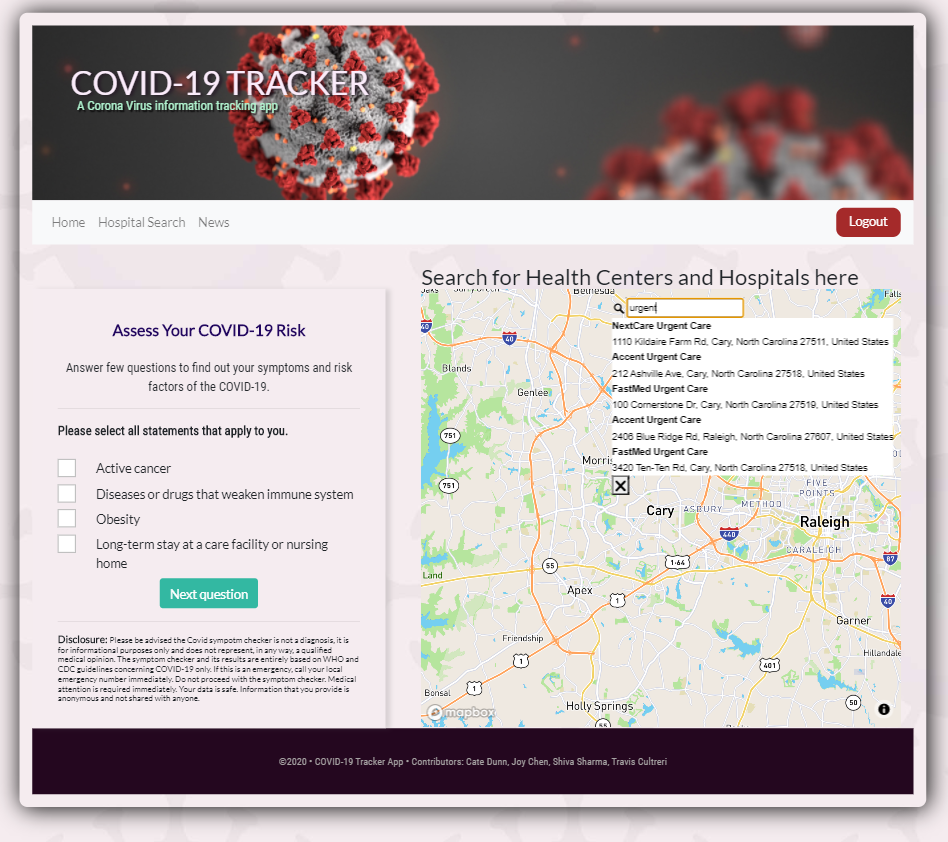 COVID-19 TRACKER
A Corona Virus information tracking app
Home Hospital Search News Logout
Search for Health Centers and Hospitals here
Assess Your COVID-19 Risk
Answer few questions to find out your symptoms and risk
factors of the COVID-19.
Please select all statements that apply to you.
Active cancer
Diseases or drugs that weaken immune system
Obesity
Long-term stay at a care facility or nursing
home
Next question
Disclosure: Please be advised the Covid sympotm checker is not a diagnosis, it is
for informational purposes only and does not represent, in any way, a qualified
medical opinion. The symptom checker and its results are entirely based on WHO and
CDC guidelines concerning COVID-19 only. If this is an emergency, call your local
emergency number immediately. Do not proceed with the symptom checker. Medical
attention is required immediately. Your data is safe. Information that you provide is
anonymous and not shared with anyone.
Bethesda
Falls
urgent
NextCare Urgent Care
1110 Kildaire Farm Rd, Cary, North Carolina 27511, United States
Accent Urgent Care
212 Ashville Ave, Cary, North Carolina 27518, United States
FastMed Urgent Care
100 Cornerstone Dr, Cary, North Carolina 27519, United States
Accent Urgent Care
2406 Blue Ridge Rd, Raleigh, North Carolina 27607, United States
FastMed Urgent Care
3420 Ten-Ten Rd, Cary, North Carolina 27518, United States
40
40
Blands
Genlee
751
Morris
751
FIVE
POINTS
Cary
ASBURY
METHOD
Raleigh
440
CARALEIGH
87
1-64
55
Land
Apex
1
40
Garner
Friendship
Hillandale
1
401
Bonsal
1
50
Holly Springs
55
mapbox
©2020 • COVID-19 Tracker App • Contributors: Cate Dunn, Joy Chen, Shiva Sharma, Travis Cultreri